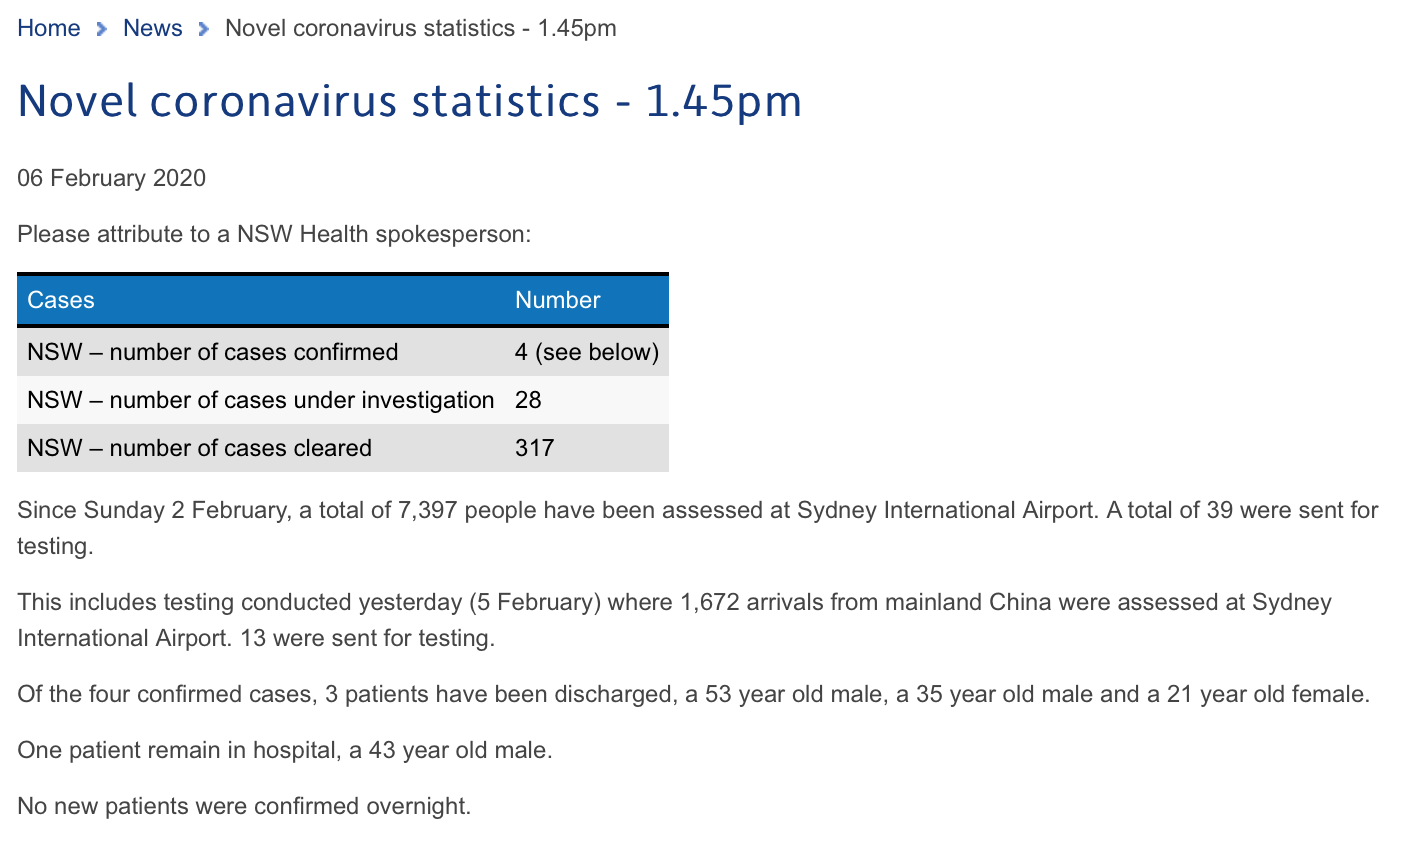 Home > News > Novel coronavirus statistics - 1.45pm
Novel coronavirus statistics - 1.45pm
06 February 2020
Please attribute to a NSW Health spokesperson:
Cases Number
NSW – number of cases confirmed 4 (see below)
NSW – number of cases under investigation 28
NSW – number of cases cleared 317
Since Sunday 2 February, a total of 7,397 people have been assessed at Sydney International Airport. A total of 39 were sent for
testing.
This includes testing conducted yesterday (5 February) where 1,672 arrivals from mainland China were assessed at Sydney
International Airport. 13 were sent for testing.
Of the four confirmed cases, 3 patients have been discharged, a 53 year old male, a 35 year old male and a 21 year old female.
One patient remain in hospital, a 43 year old male.
No new patients were confirmed overnight.